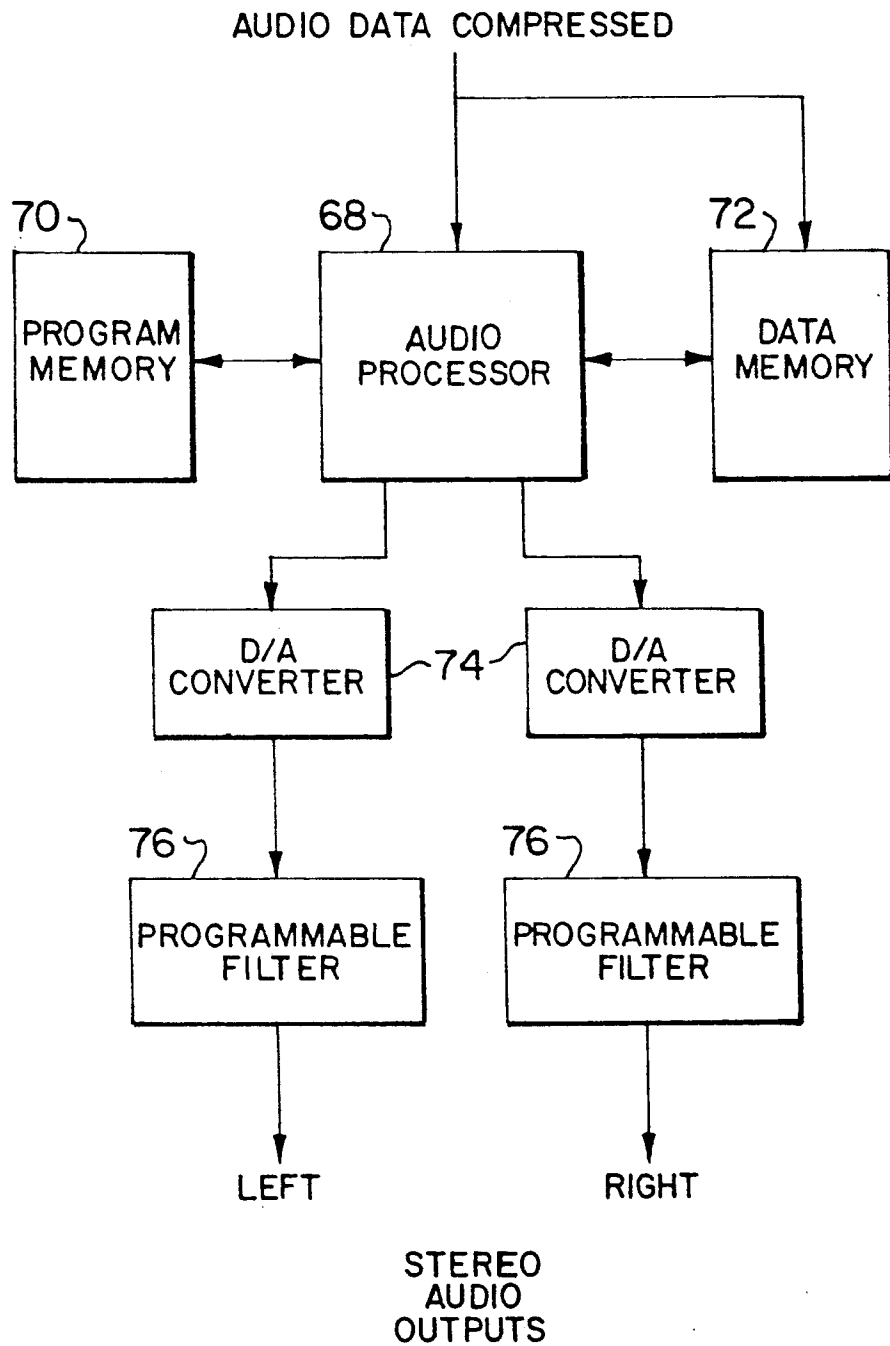 AUDIO DATA COMPRESSED
70
68
72
PROGRAM
MEMORY
AUDIO
PROCESSOR
DATA
MEMORY
D/A
CONVERTER
74
D/A
CONVERTER
76
76
PROGRAMMABLE
FILTER
PROGRAMMABLE
FILTER
LEFT
RIGHT
STEREO
AUDIO
OUTPUTS